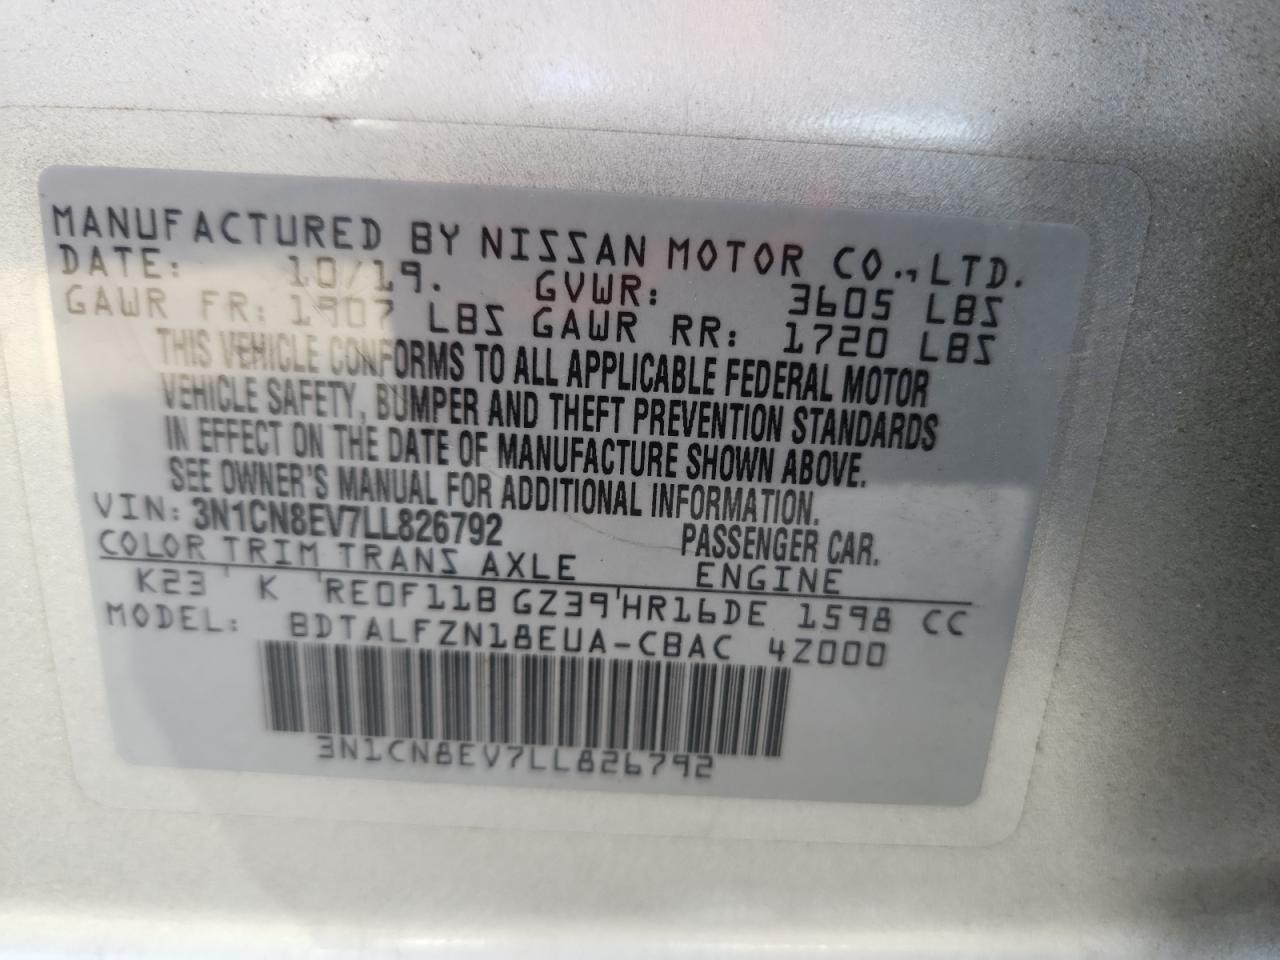 MANUFACTURED BY NISSAN MOTOR CO., LTD.
DATE: 10/19. GVWR: 3605 LBS
GAWR FR: 1907 LBS GAWR RR: 1720 LBS
THIS VEHICLE CONFORMS TO ALL APPLICABLE FEDERAL MOTOR
VEHICLE SAFETY, BUMPER AND THEFT PREVENTION STANDARDS
IN EFFECT ON THE DATE OF MANUFACTURE SHOWN ABOVE.
SEE OWNER'S MANUAL FOR ADDITIONAL INFORMATION.
VIN: 3N1CN8EV7LL826792 PASSENGER CAR.
COLOR TRIM TRANS AXLE ENGINE
K23 ' K ' RE0F11B GZ39 ' HR16DE 1598 CC
MODEL: BDTALFZN18EUA-CBAC 4Z000
3N1CN8EV7LL826792